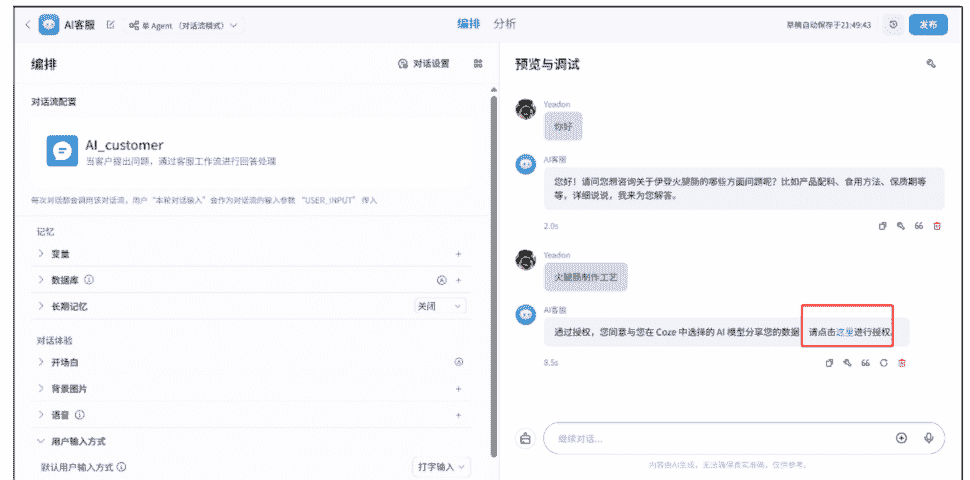 AI客服
单 Agent（对话流模式）
编排
分析
草稿自动保存于21:49:43
发布
编排
对话设置
预览与调试
对话流配置
AI_customer
当客户提出问题，通过客服工作流进行回答处理
每次对话都会调用该对话流，用户“本轮对话输入”会作为对话流的输入参数“USER_INPUT”传入
记忆
变量
数据库
长期记忆
关闭
对话体验
开场白
背景图片
语音
用户输入方式
默认用户输入方式
打字输入
Yeadon
你好
AI客服
您好！请问您想咨询关于伊登火腿肠的哪些方面问题呢？比如产品配料、食用方法、保质期等
等，详细说说，我来为您解答。
2.0s
Yeadon
火腿肠制作工艺
AI客服
通过授权，您同意与您在 Coze 中选择的 AI 模型分享您的数据 请点击这里进行授权。
8.5s
继续对话...
内容由AI生成，无法确保真实准确，仅供参考。